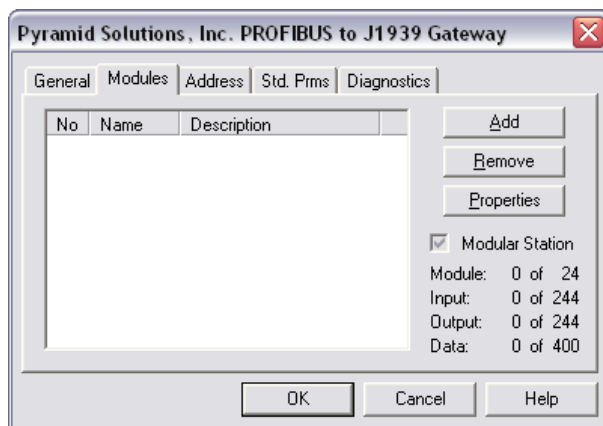 Pyramid Solutions, Inc. PROFIBUS to J1939 Gateway
General Modules Address Std. Prms Diagnostics
No Name Description
Add
Remove
Properties
Modular Station
Module: 0 of 24
Input: 0 of 244
Output: 0 of 244
Data: 0 of 400
OK Cancel Help